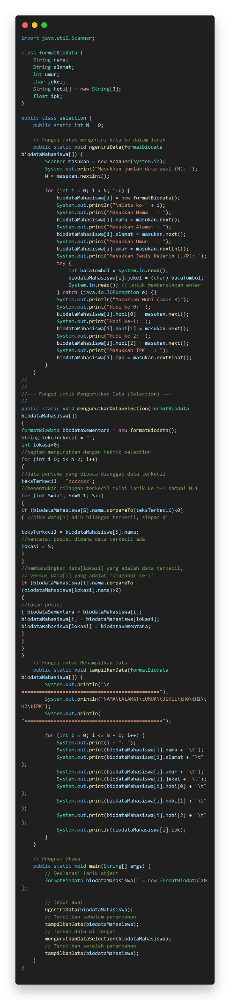 import java.util.Scanner;

class formatBiodata {
    String nama;
    String alamat;
    int umur;
    char jekel;
    String hobi[] = new String[3];
    float ipk;
}

public class selection {
    public static int N = 0;

    // Fungsi untuk mengentri data ke dalam larik
    public static void ngentriData(formatBiodata
biodataMahasiswa[]) {
        Scanner masukan = new Scanner(System.in);
        System.out.print("Masukkan jumlah data awal (N): ");
        N = masukan.nextInt();

        for (int i = 0; i < N; i++) {
            biodataMahasiswa[i] = new formatBiodata();
            System.out.println("\nData ke-" + i);
            System.out.print("Masukkan Nama   : ");
            biodataMahasiswa[i].nama = masukan.next();
            System.out.print("Masukkan Alamat : ");
            biodataMahasiswa[i].alamat = masukan.next();
            System.out.print("Masukkan Umur   : ");
            biodataMahasiswa[i].umur = masukan.nextInt();
            System.out.print("Masukkan Jenis Kelamin (L/P): ");
            try {
                int bacaTombol = System.in.read();
                biodataMahasiswa[i].jekel = (char) bacaTombol;
                System.in.read(); // untuk membersihkan enter
            } catch (java.io.IOException e) {}
            System.out.println("Masukkan Hobi (maks 3)");
            System.out.print("Hobi ke-0: ");
            biodataMahasiswa[i].hobi[0] = masukan.next();
            System.out.print("Hobi ke-1: ");
            biodataMahasiswa[i].hobi[1] = masukan.next();
            System.out.print("Hobi ke-2: ");
            biodataMahasiswa[i].hobi[2] = masukan.next();
            System.out.print("Masukkan IPK   : ");
            biodataMahasiswa[i].ipk = masukan.nextFloat();
        }
    }
//
//
//--- Fungsi untuk Mengurutkan Data (Selection) ---
//
public static void mengurutkanDataSelection(formatBiodata
biodataMahasiswa[])
{
formatBiodata biodataSementara = new formatBiodata();
String teksTerkecil = "";
int lokasi=0;
//bagian mengurutkan dengan teknik selection
for (int i=0; i<=N-2; i++)
{
//data pertama yang dibaca dianggap data terkecil
teksTerkecil = "zzzzzzz";
//menentukan bilangan terkecil mulai larik ke i+1 sampai N-1
for (int S=i+1; S<=N-1; S++)
{
if (biodataMahasiswa[S].nama.compareTo(teksTerkecil)<0)
{ //jika data[S] adlh bilangan terkecil, simpan di

teksTerkecil = biodataMahasiswa[S].nama;
//mencatat posisi dimana data terkecil ada
lokasi = S;
}
}
//membandingkan data[lokasi] yang adalah data terkecil,
// versus data[i] yang adalah ‘diagonal ke-i’
if (biodataMahasiswa[i].nama.compareTo
(biodataMahasiswa[lokasi].nama)>0)
{
//tukar posisi
{ biodataSementara = biodataMahasiswa[i];
biodataMahasiswa[i] = biodataMahasiswa[lokasi];
biodataMahasiswa[lokasi] = biodataSementara;
}
}
}
}
    // Fungsi untuk Menampilkan Data
    public static void tampilkanData(formatBiodata
biodataMahasiswa[]) {
        System.out.println("\n
===============================================");
        System.out.println("NAMA\tALAMAT\tUMUR\tJEKEL\tH0\tH1\t
H2\tIPK");
        System.out.println(
"===============================================");

        for (int i = 0; i <= N - 1; i++) {
            System.out.print(i + ". ");
            System.out.print(biodataMahasiswa[i].nama + "\t");
            System.out.print(biodataMahasiswa[i].alamat + "\t"
);
            System.out.print(biodataMahasiswa[i].umur + "\t");
            System.out.print(biodataMahasiswa[i].jekel + "\t");
            System.out.print(biodataMahasiswa[i].hobi[0] + "\t"
);
            System.out.print(biodataMahasiswa[i].hobi[1] + "\t"
);
            System.out.print(biodataMahasiswa[i].hobi[2] + "\t"
);
            System.out.println(biodataMahasiswa[i].ipk);
        }
    }

    // Program Utama
    public static void main(String[] args) {
        // Deklarasi larik object
        formatBiodata biodataMahasiswa[] = new formatBiodata[20
];

        // Input awal
        ngentriData(biodataMahasiswa);
        // Tampilkan sebelum penambahan
        tampilkanData(biodataMahasiswa);
        // Tambah data di tengah
        mengurutkanDataSelection(biodataMahasiswa);
        // Tampilkan setelah penambahan
        tampilkanData(biodataMahasiswa);
    }
}